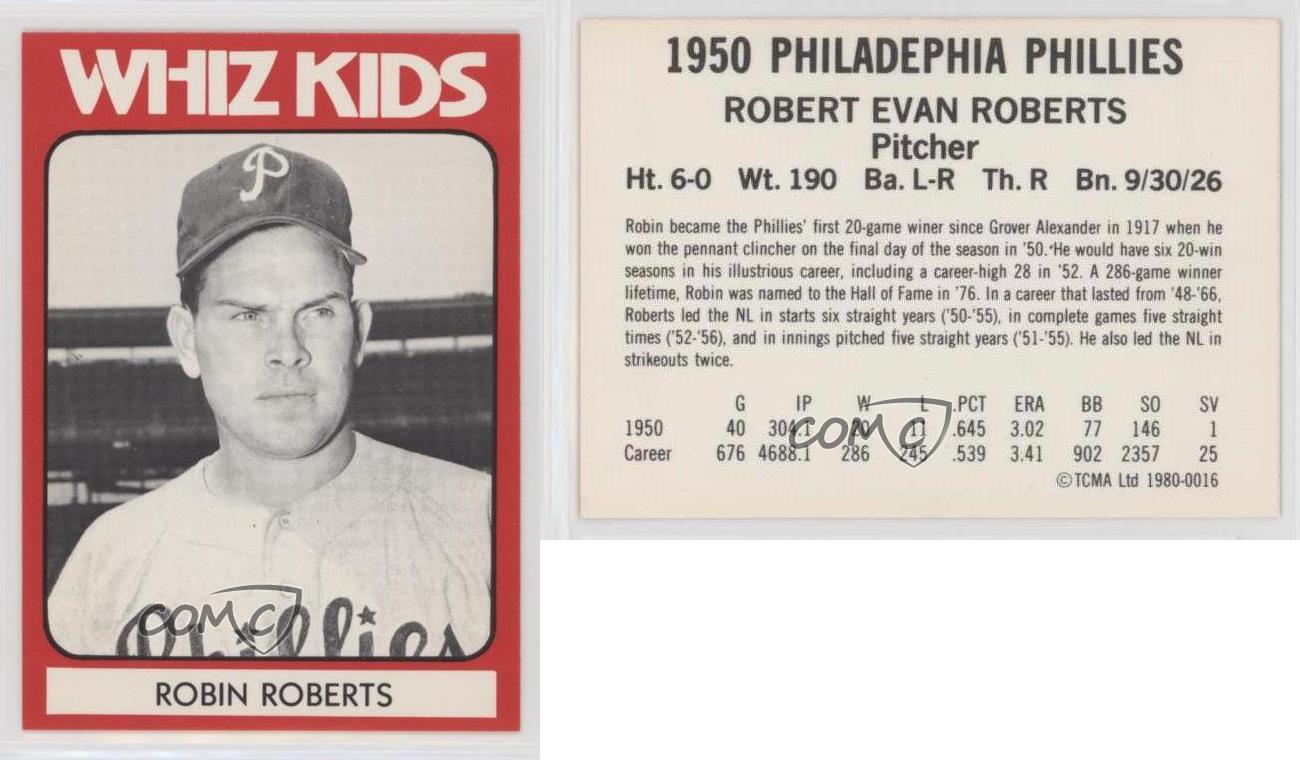 WHIZ KIDS
P
COMC
Phillies
ROBIN ROBERTS
1950 PHILADEPHIA PHILLIES
ROBERT EVAN ROBERTS
Pitcher
Ht. 6-0 Wt. 190 Ba. L-R Th. R Bn. 9/30/26
Robin became the Phillies' first 20-game winer since Grover Alexander in 1917 when he
won the pennant clincher on the final day of the season in '50. He would have six 20-win
seasons in his illustrious career, including a career-high 28 in '52. A 286-game winner
lifetime, Robin was named to the Hall of Fame in '76. In a career that lasted from '48-'66,
Roberts led the NL in starts six straight years ('50-'55), in complete games five straight
times ('52-'56), and in innings pitched five straight years ('51-'55). He also led the NL in
strikeouts twice.
G IP W L .PCT ERA BB SO SV
1950 40 304.1 20 11 .645 3.02 77 146 1
COMC
Career 676 4688.1 286 245 .539 3.41 902 2357 25
©TCMA Ltd 1980-0016